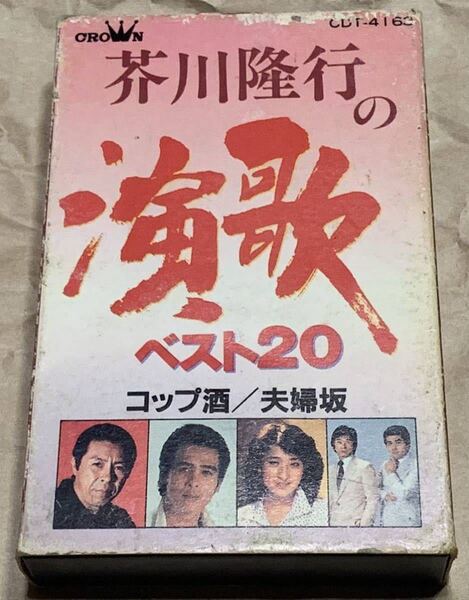 CROWN
CDT-4163
芥川隆行の
演歌
ベスト20
コップ酒／夫婦坂